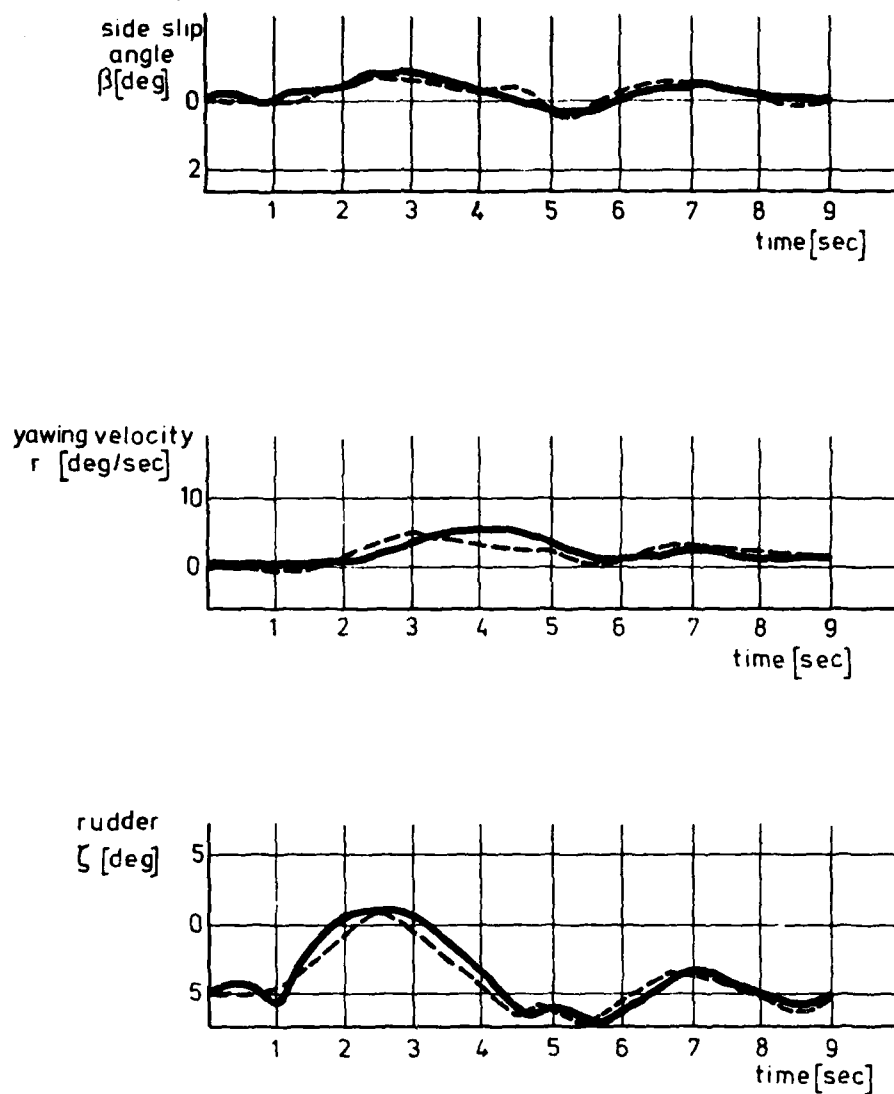 side slip
angle
β[deg]
0
2
1 2 3 4 5 6 7 8 9
time[sec]
yawing velocity
r [deg/sec]
10
0
1 2 3 4 5 6 7 8 9
time[sec]
rudder
ζ [deg]
5
0
5
1 2 3 4 5 6 7 8 9
time[sec]